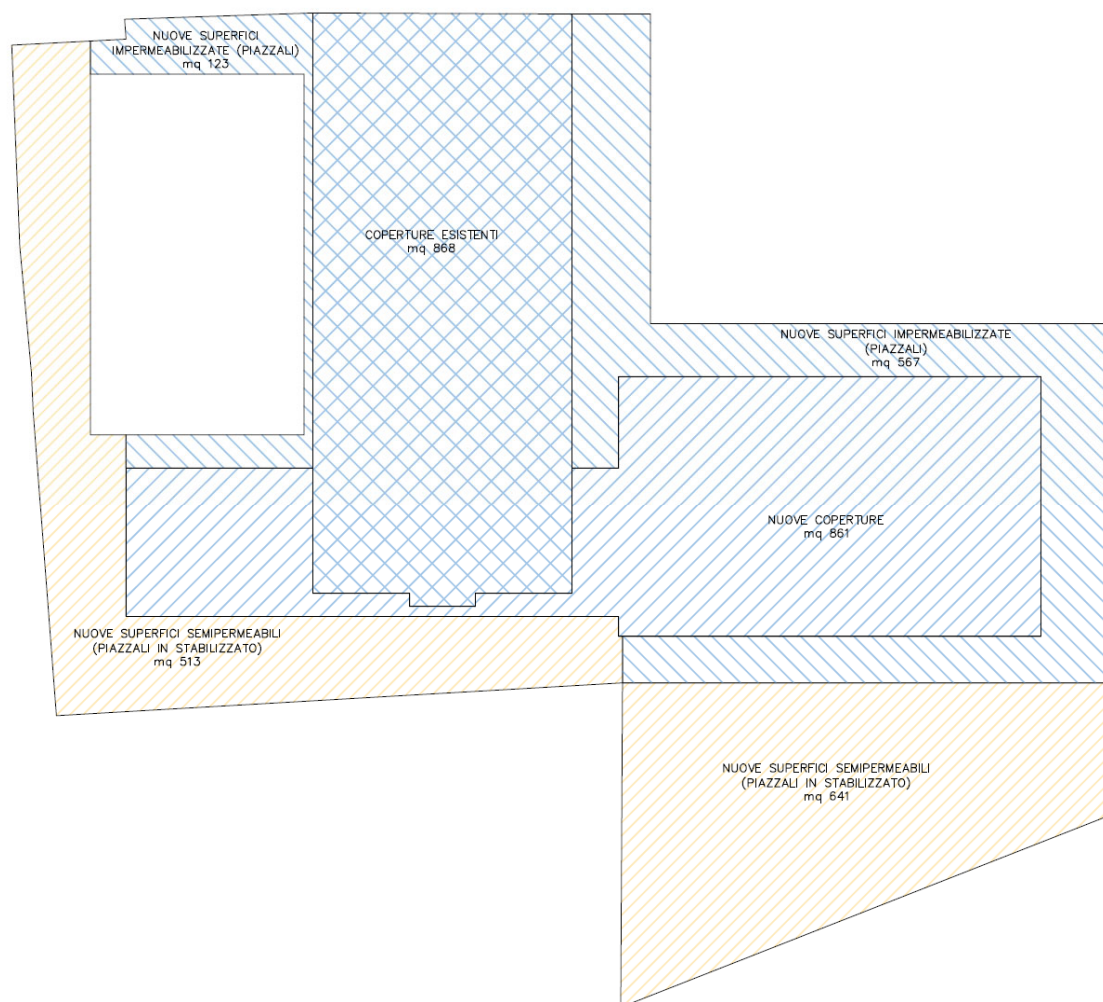 NUOVE SUPERFICI
IMPERMEABILIZZATE (PIAZZALI)
mq 123
COPERTURE ESISTENTI
mq 868
NUOVE SUPERFICI IMPERMEABILIZZATE
(PIAZZALI)
mq 567
NUOVE COPERTURE
mq 861
NUOVE SUPERFICI SEMIPERMEABILI
(PIAZZALI IN STABILIZZATO)
mq 513
NUOVE SUPERFICI SEMIPERMEABILI
(PIAZZALI IN STABILIZZATO)
mq 641